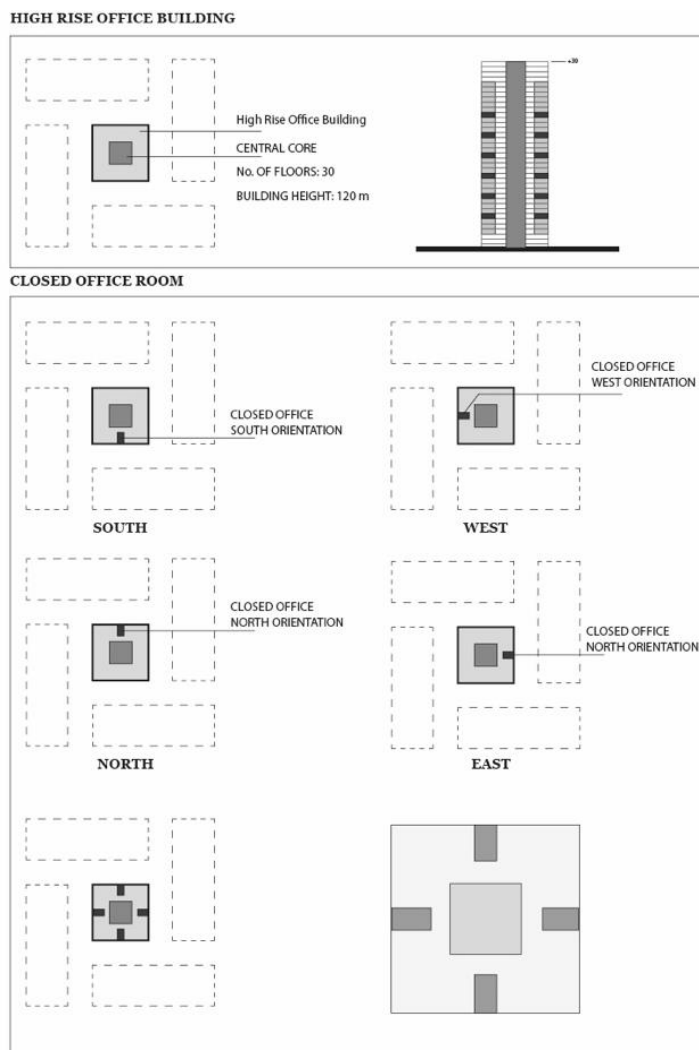 HIGH RISE OFFICE BUILDING
+39
High Rise Office Building
CENTRAL CORE
No. OF FLOORS: 30
BUILDING HEIGHT: 120 m
CLOSED OFFICE ROOM
CLOSED OFFICE
SOUTH ORIENTATION
CLOSED OFFICE
WEST ORIENTATION
SOUTH
WEST
CLOSED OFFICE
NORTH ORIENTATION
CLOSED OFFICE
NORTH ORIENTATION
NORTH
EAST